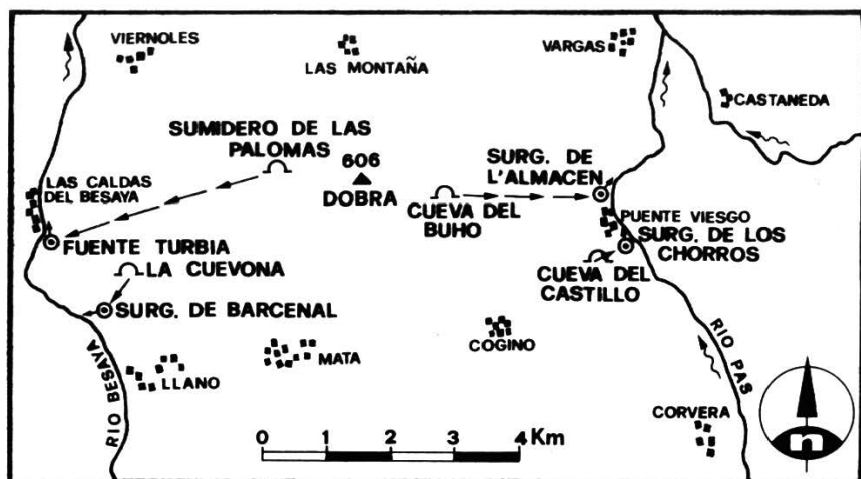 VIERNOLES
LAS MONTAÑA
VARGAS
CASTANEDA
SUMIDERO DE LAS
PALOMAS
606
DOBRA
SURG. DE
L'ALMACEN
LAS CALDAS
DEL BESAYA
CUEVA DEL
BUHO
PUENTE VIESGO
SURG. DE LOS
CHORROS
FUENTE TURBIA
LA CUEVONA
CUEVA DEL
CASTILLO
SURG. DE BARCENAL
COGINO
MATA
LLANO
RIO BESAYA
RIO PAS
CORVERA
0 1 2 3 4 Km
n